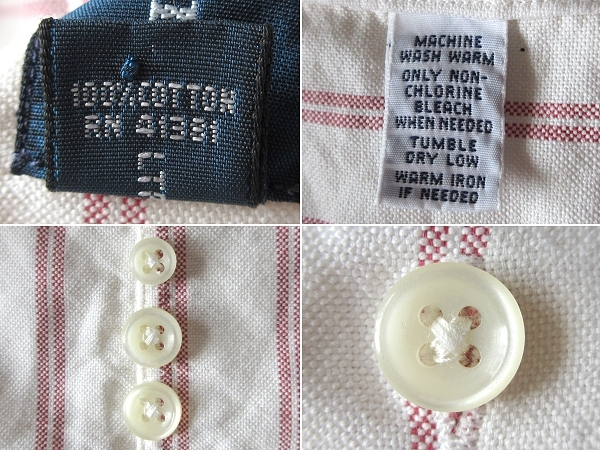 100% COTTON
RN 41381
MACHINE
WASH WARM
ONLY NON-
CHLORINE
BLEACH
WHEN NEEDED
TUMBLE
DRY LOW
WARM IRON
IF NEEDED